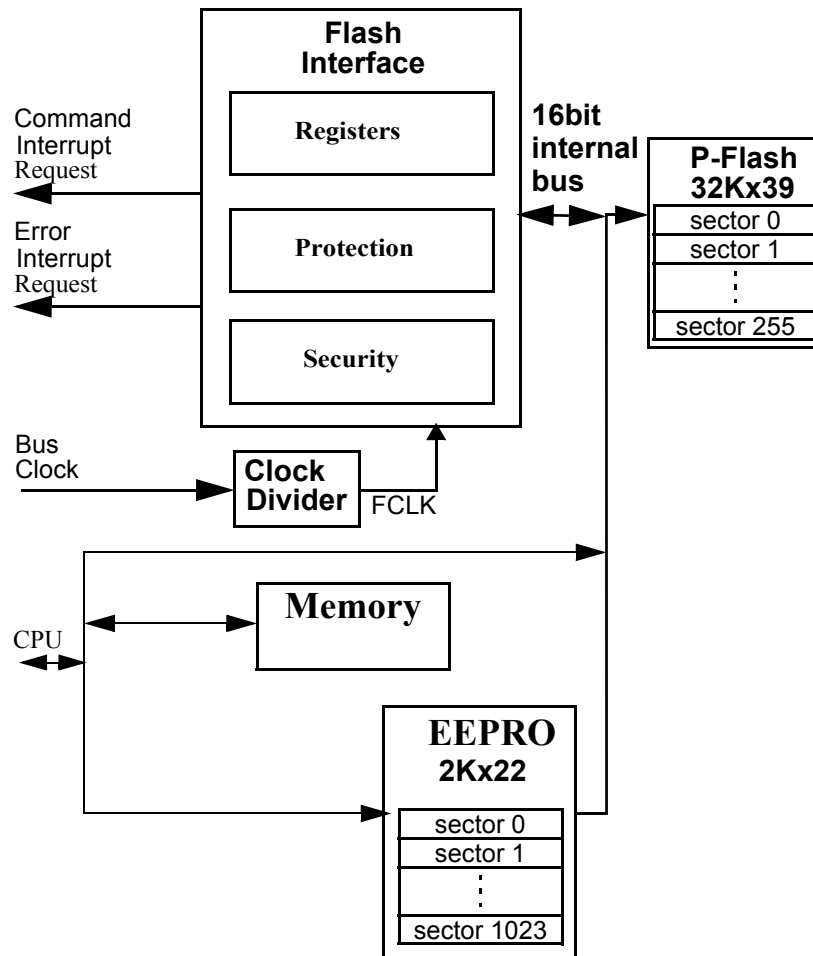 Flash
Interface
Registers
Protection
Security
Command
Interrupt
Request
Error
Interrupt
Request
16bit
internal
bus
P-Flash
32Kx39
sector 0
sector 1
sector 255
Bus
Clock
Clock
Divider
FCLK
Memory
CPU
EEPRO
2Kx22
sector 0
sector 1
sector 1023